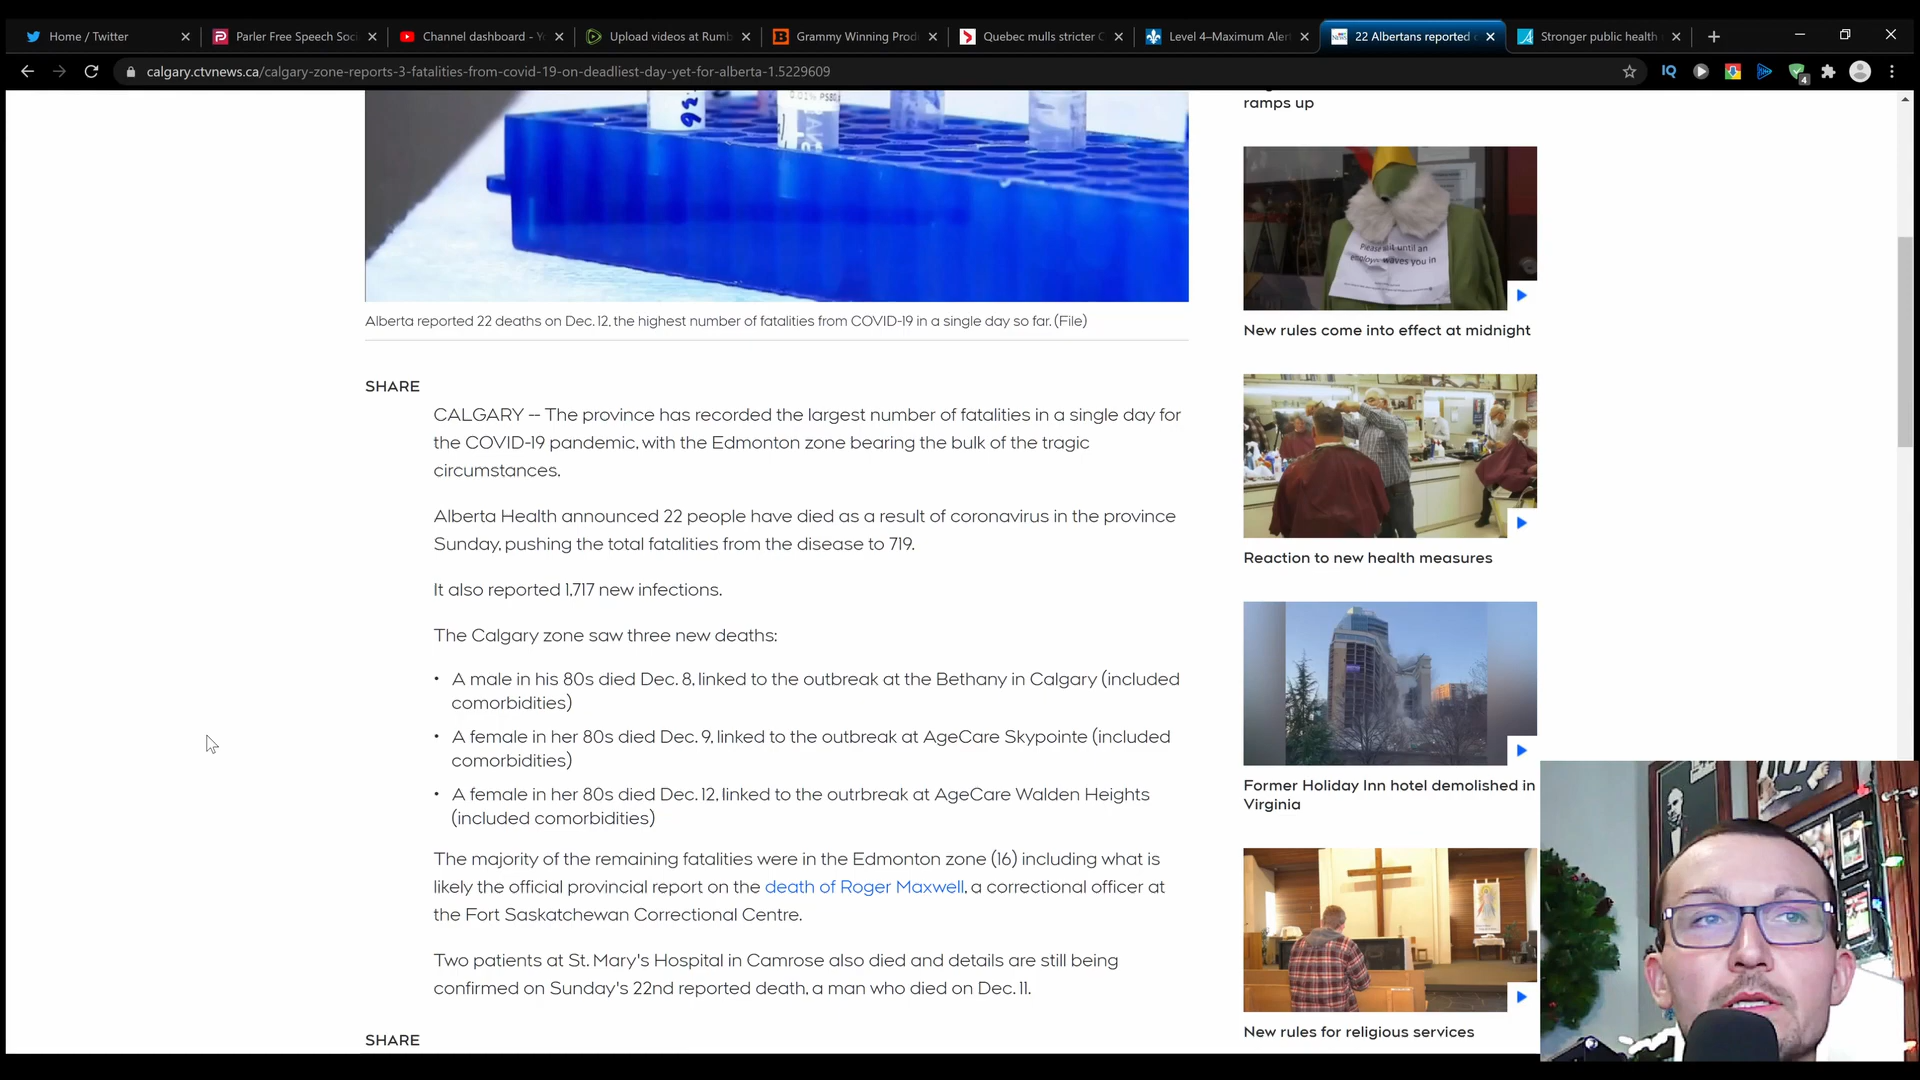 Home / Twitter
Parler Free Speech Soci
Channel dashboard - Y
Upload videos at Rumb
Grammy Winning Prod
Quebec mulls stricter C
Level 4–Maximum Aler
22 Albertans reported
Stronger public health
calgary.ctvnews.ca/calgary-zone-reports-3-fatalities-from-covid-19-on-deadliest-day-yet-for-alberta-1.5229609
IQ
4
0.01% PS80
Alberta reported 22 deaths on Dec. 12, the highest number of fatalities from COVID-19 in a single day so far. (File)
SHARE
CALGARY -- The province has recorded the largest number of fatalities in a single day for
the COVID-19 pandemic, with the Edmonton zone bearing the bulk of the tragic
circumstances.
Alberta Health announced 22 people have died as a result of coronavirus in the province
Sunday, pushing the total fatalities from the disease to 719.
It also reported 1,717 new infections.
The Calgary zone saw three new deaths:
• A male in his 80s died Dec. 8, linked to the outbreak at the Bethany in Calgary (included
comorbidities)
• A female in her 80s died Dec. 9, linked to the outbreak at AgeCare Skypointe (included
comorbidities)
• A female in her 80s died Dec. 12, linked to the outrbreak at AgeCare Walden Heights
(included comorbidities)
The majority of the remaining fatalities were in the Edmonton zone (16) including what is
likely the official provincial report on the death of Roger Maxwell, a correctional officer at
the Fort Saskatchewan Correctional Centre.
Two patients at St. Mary's Hospital in Camrose also died and details are still being
confirmed on Sunday's 22nd reported death, a man who died on Dec. 11.
SHARE
ramps up
Please wait until an
employee waves you in
New rules come into effect at midnight
Reaction to new health measures
Former Holiday Inn hotel demolished in
Virginia
New rules for religious services